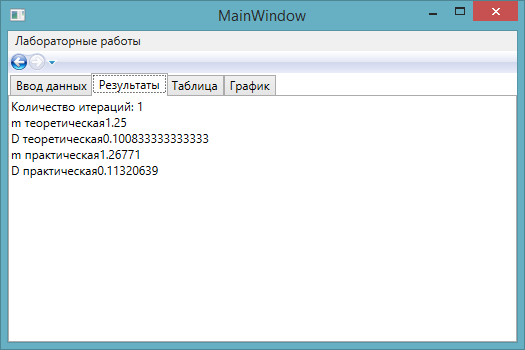 MainWindow
Лабораторные работы
Ввод данных Результаты Таблица График
Количество итераций: 1
m теоретическая1.25
D теоретическая0.100833333333333
m практическая1.26771
D практическая0.11320639